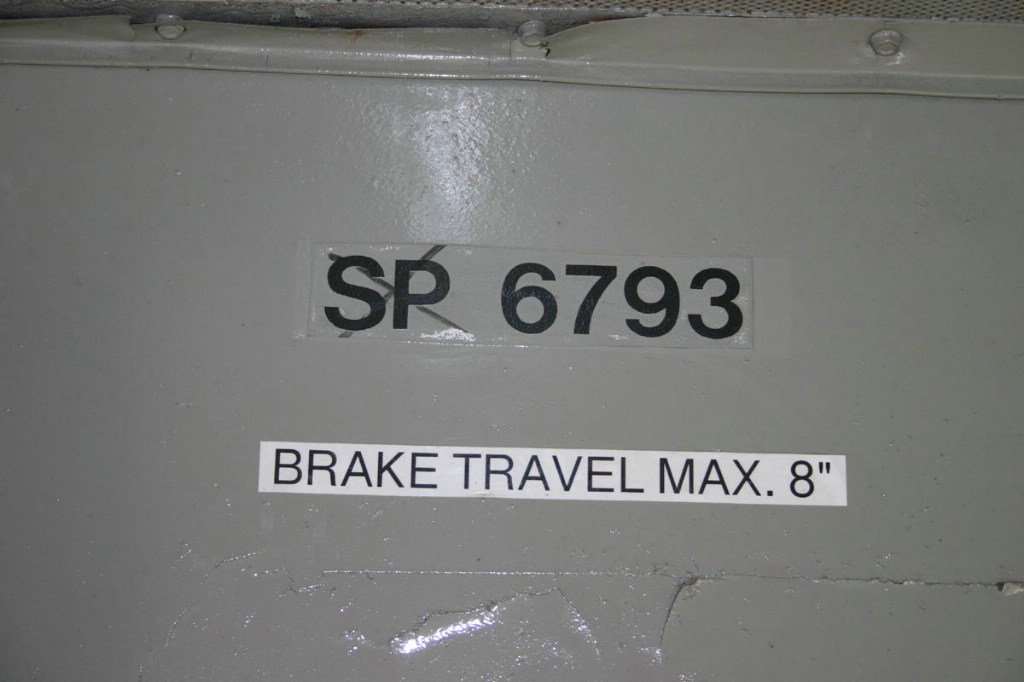 SP 6793
BRAKE TRAVEL MAX. 8"